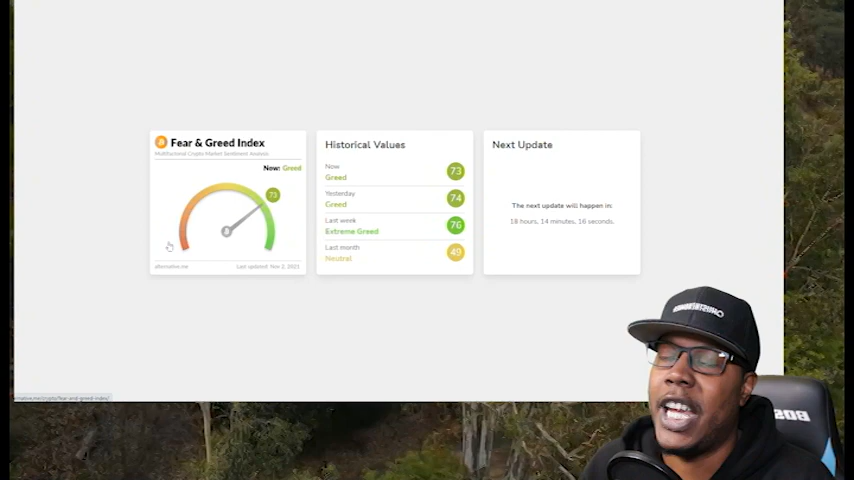 Fear & Greed Index
Multifactorial Crypto Market Sentiment Analysis
Now: Greed
73
alternative.me
Last updated: Nov 2, 2021
Historical Values
Now
Greed
73
Yesterday
Greed
74
Last week
Extreme Greed
76
Last month
Neutral
49
Next Update
The next update will happen in:
18 hours, 14 minutes, 16 seconds.